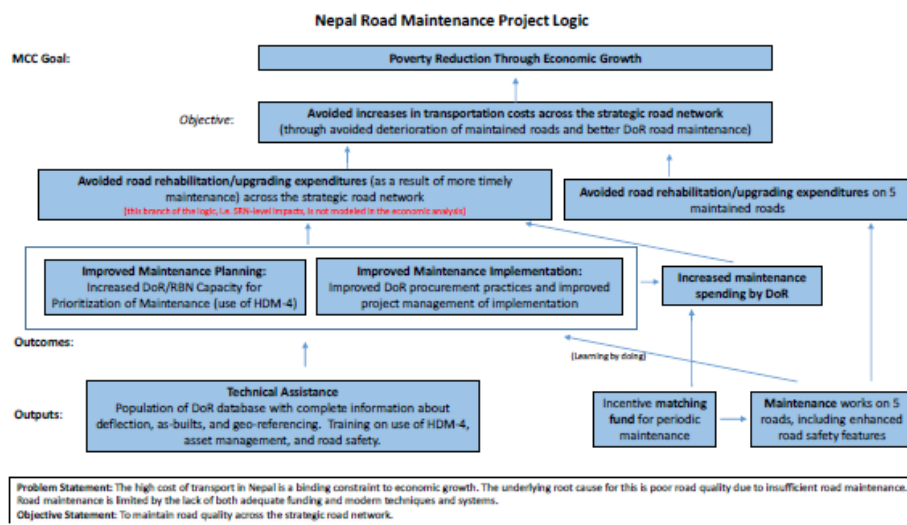 Nepal Road Maintenance Project Logic
MCC Goal:
Poverty Reduction Through Economic Growth
Objective:
Avoided increases in transportation costs across the strategic road network
(through avoided deterioration of maintained roads and better DoR road maintenance)
Avoided road rehabilitation/upgrading expenditures (as a result of more timely
maintenance) across the strategic road network
(this branch of the logic, i.e. SRN-level impacts, is not modeled in the economic analysis)
Avoided road rehabilitation/upgrading expenditures on 5
maintained roads
Improved Maintenance Planning:
Increased DoR/RBN Capacity for
Prioritization of Maintenance (use of HDM-4)
Improved Maintenance Implementation:
Improved DoR procurement practices and improved
project management of implementation
Increased maintenance
spending by DoR
Outcomes:
(Learning by doing)
Outputs:
Technical Assistance
Population of DoR database with complete information about
deflection, as-builts, and geo-referencing. Training on use of HDM-4,
asset management, and road safety.
Incentive matching
fund for periodic
maintenance
Maintenance works on 5
roads, including enhanced
road safety features
Problem Statement: The high cost of transport in Nepal is a binding constraint to economic growth. The underlying root cause for this is poor road quality due to insufficient road maintenance.
Road maintenance is limited by the lack of both adequate funding and modern techniques and systems.
Objective Statement: To maintain road quality across the strategic road network.